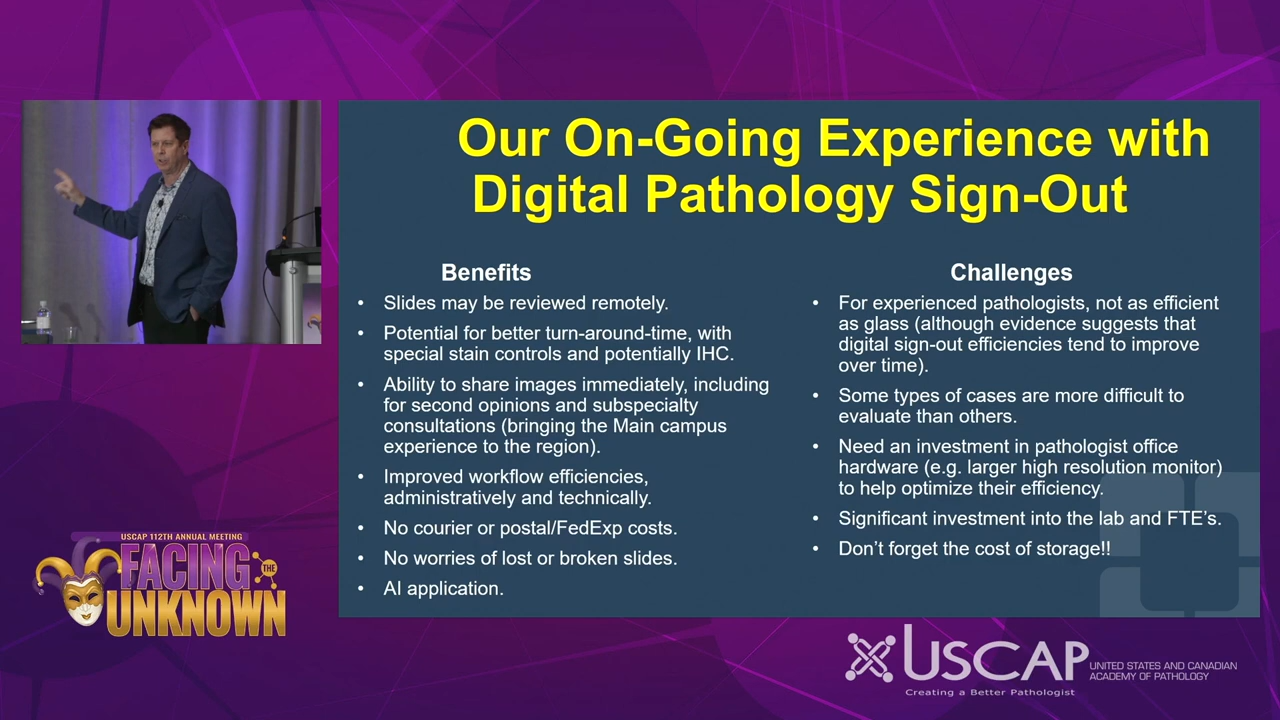 Our On-Going Experience with
Digital Pathology Sign-Out
Benefits
• Slides may be reviewed remotely.
• Potential for better turn-around-time, with
special stain controls and potentially IHC.
• Ability to share images immediately, including
for second opinions and subspecialty
consultations (bringing the Main campus
experience to the region).
• Improved workflow efficiencies,
administratively and technically.
• No courier or postal/FedExp costs.
• No worries of lost or broken slides.
• AI application.
Challenges
• For experienced pathologists, not as efficient
as glass (although evidence suggests that
digital sign-out efficiencies tend to improve
over time).
• Some types of cases are more difficult to
evaluate than others.
• Need an investment in pathologist office
hardware (e.g. larger high resolution monitor)
to help optimize their efficiency.
• Significant investment into the lab and FTE’s.
• Don’t forget the cost of storage!!
USCAP 112TH ANNUAL MEETING
FACING
THE
UNKNOWN
USCAP
UNITED STATES AND CANADIAN
ACADEMY OF PATHOLOGY
Creating a Better Pathologist